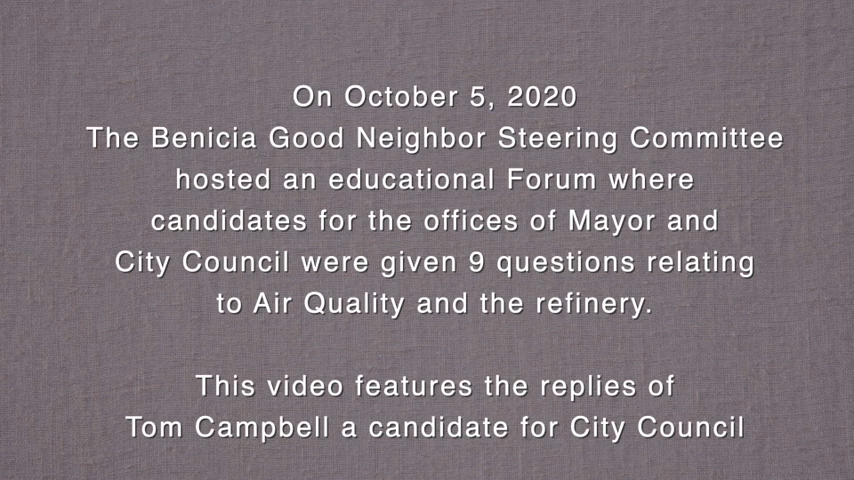 On October 5, 2020
The Benicia Good Neighbor Steering Committee
hosted an educational Forum where
candidates for the offices of Mayor and
City Council were given 9 questions relating
to Air Quality and the refinery.
This video features the replies of
Tom Campbell a candidate for City Council